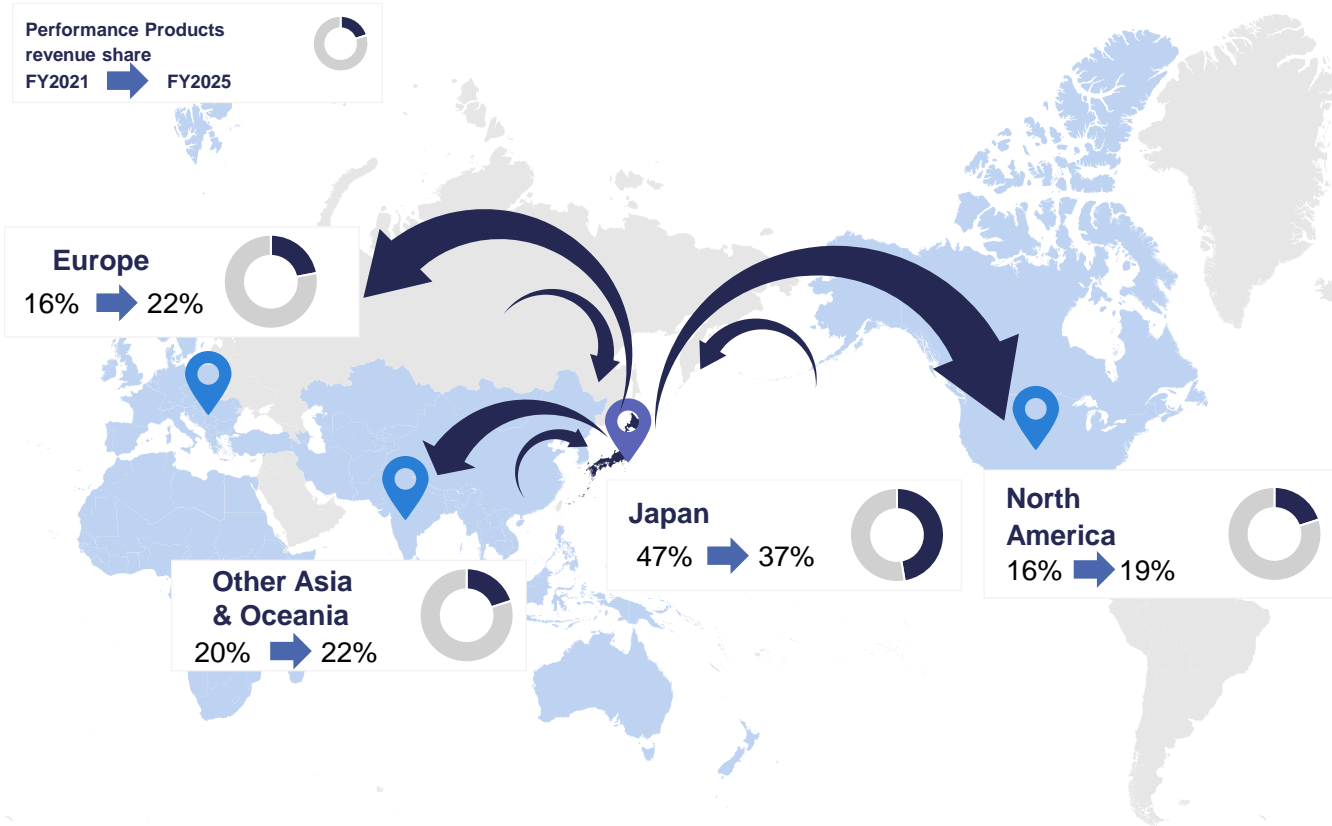 Performance Products
revenue share
FY2021 FY2025
Europe
16% 22%
Other Asia
& Oceania
20% 22%
Japan
47% 37%
North
America
16% 19%